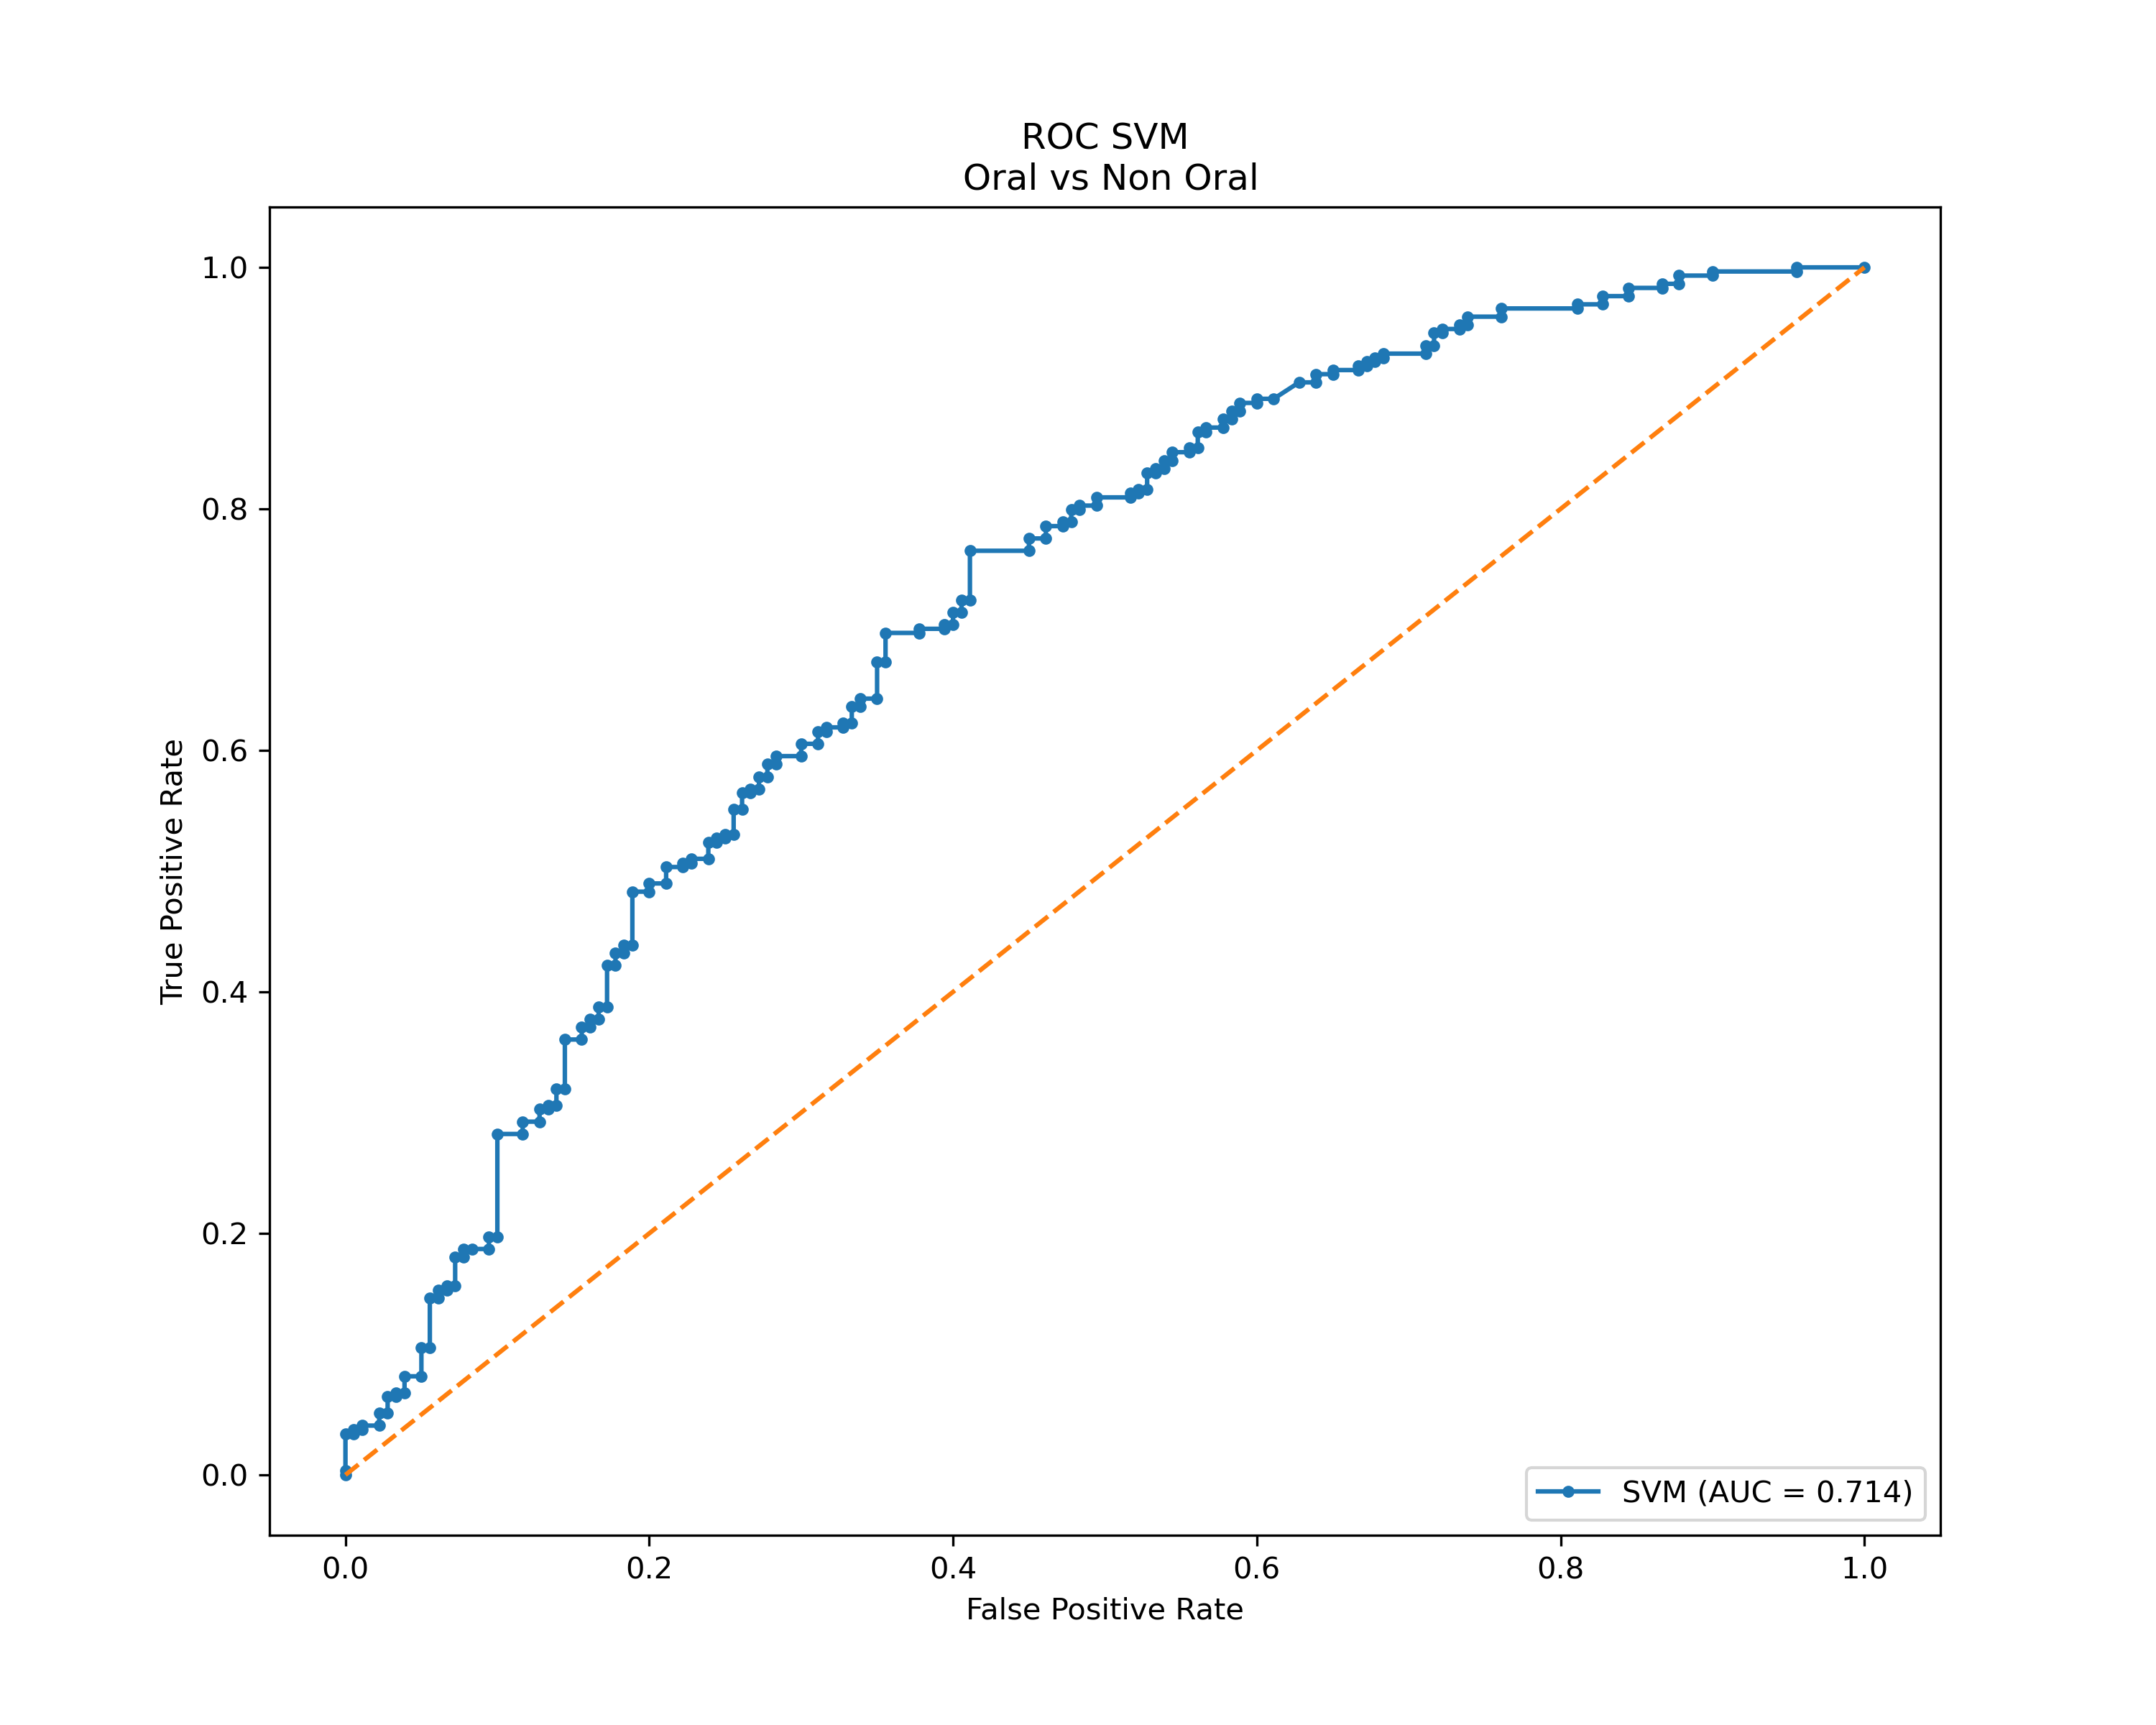 ROC SVM
Oral vs Non Oral
True Positive Rate
1.0
0.8
0.6
0.4
0.2
0.0
SVM (AUC = 0.714)
0.0 0.2 0.4 0.6 0.8 1.0
False Positive Rate